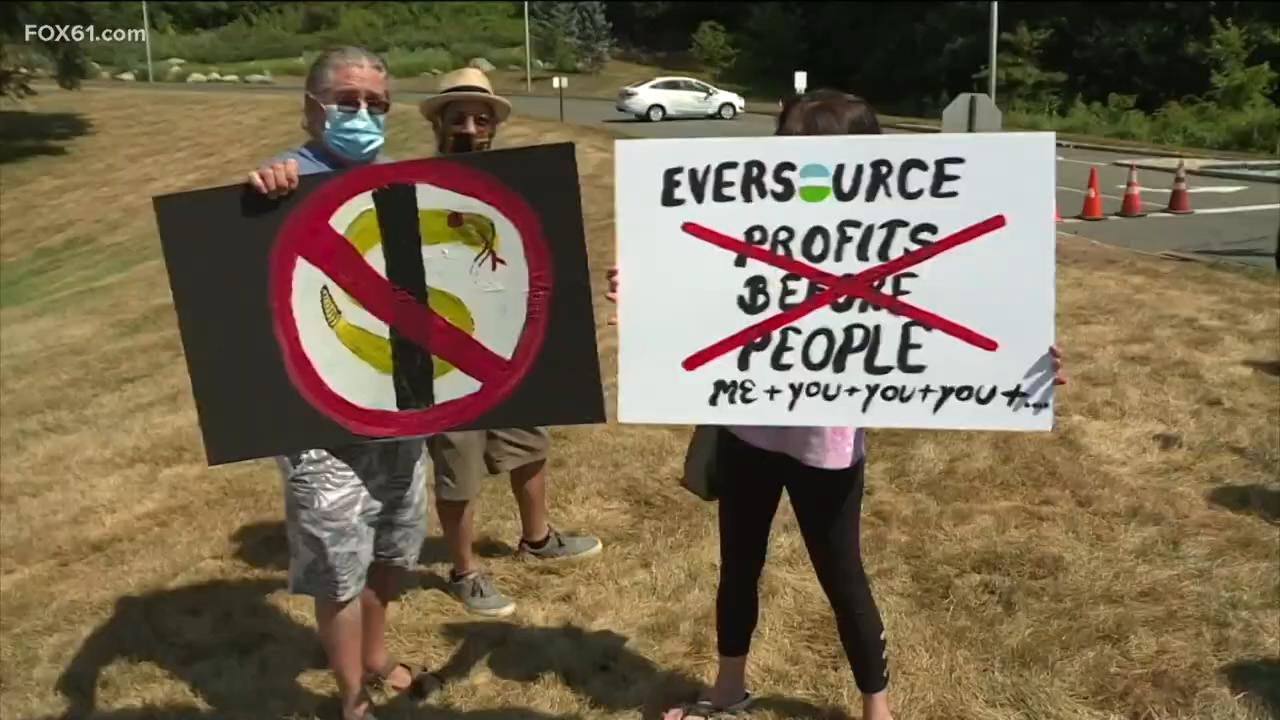 FOX61.com
EVERSOURCE
PROFITS
BEFORE
PEOPLE
ME + YOU + YOU + YOU + ....